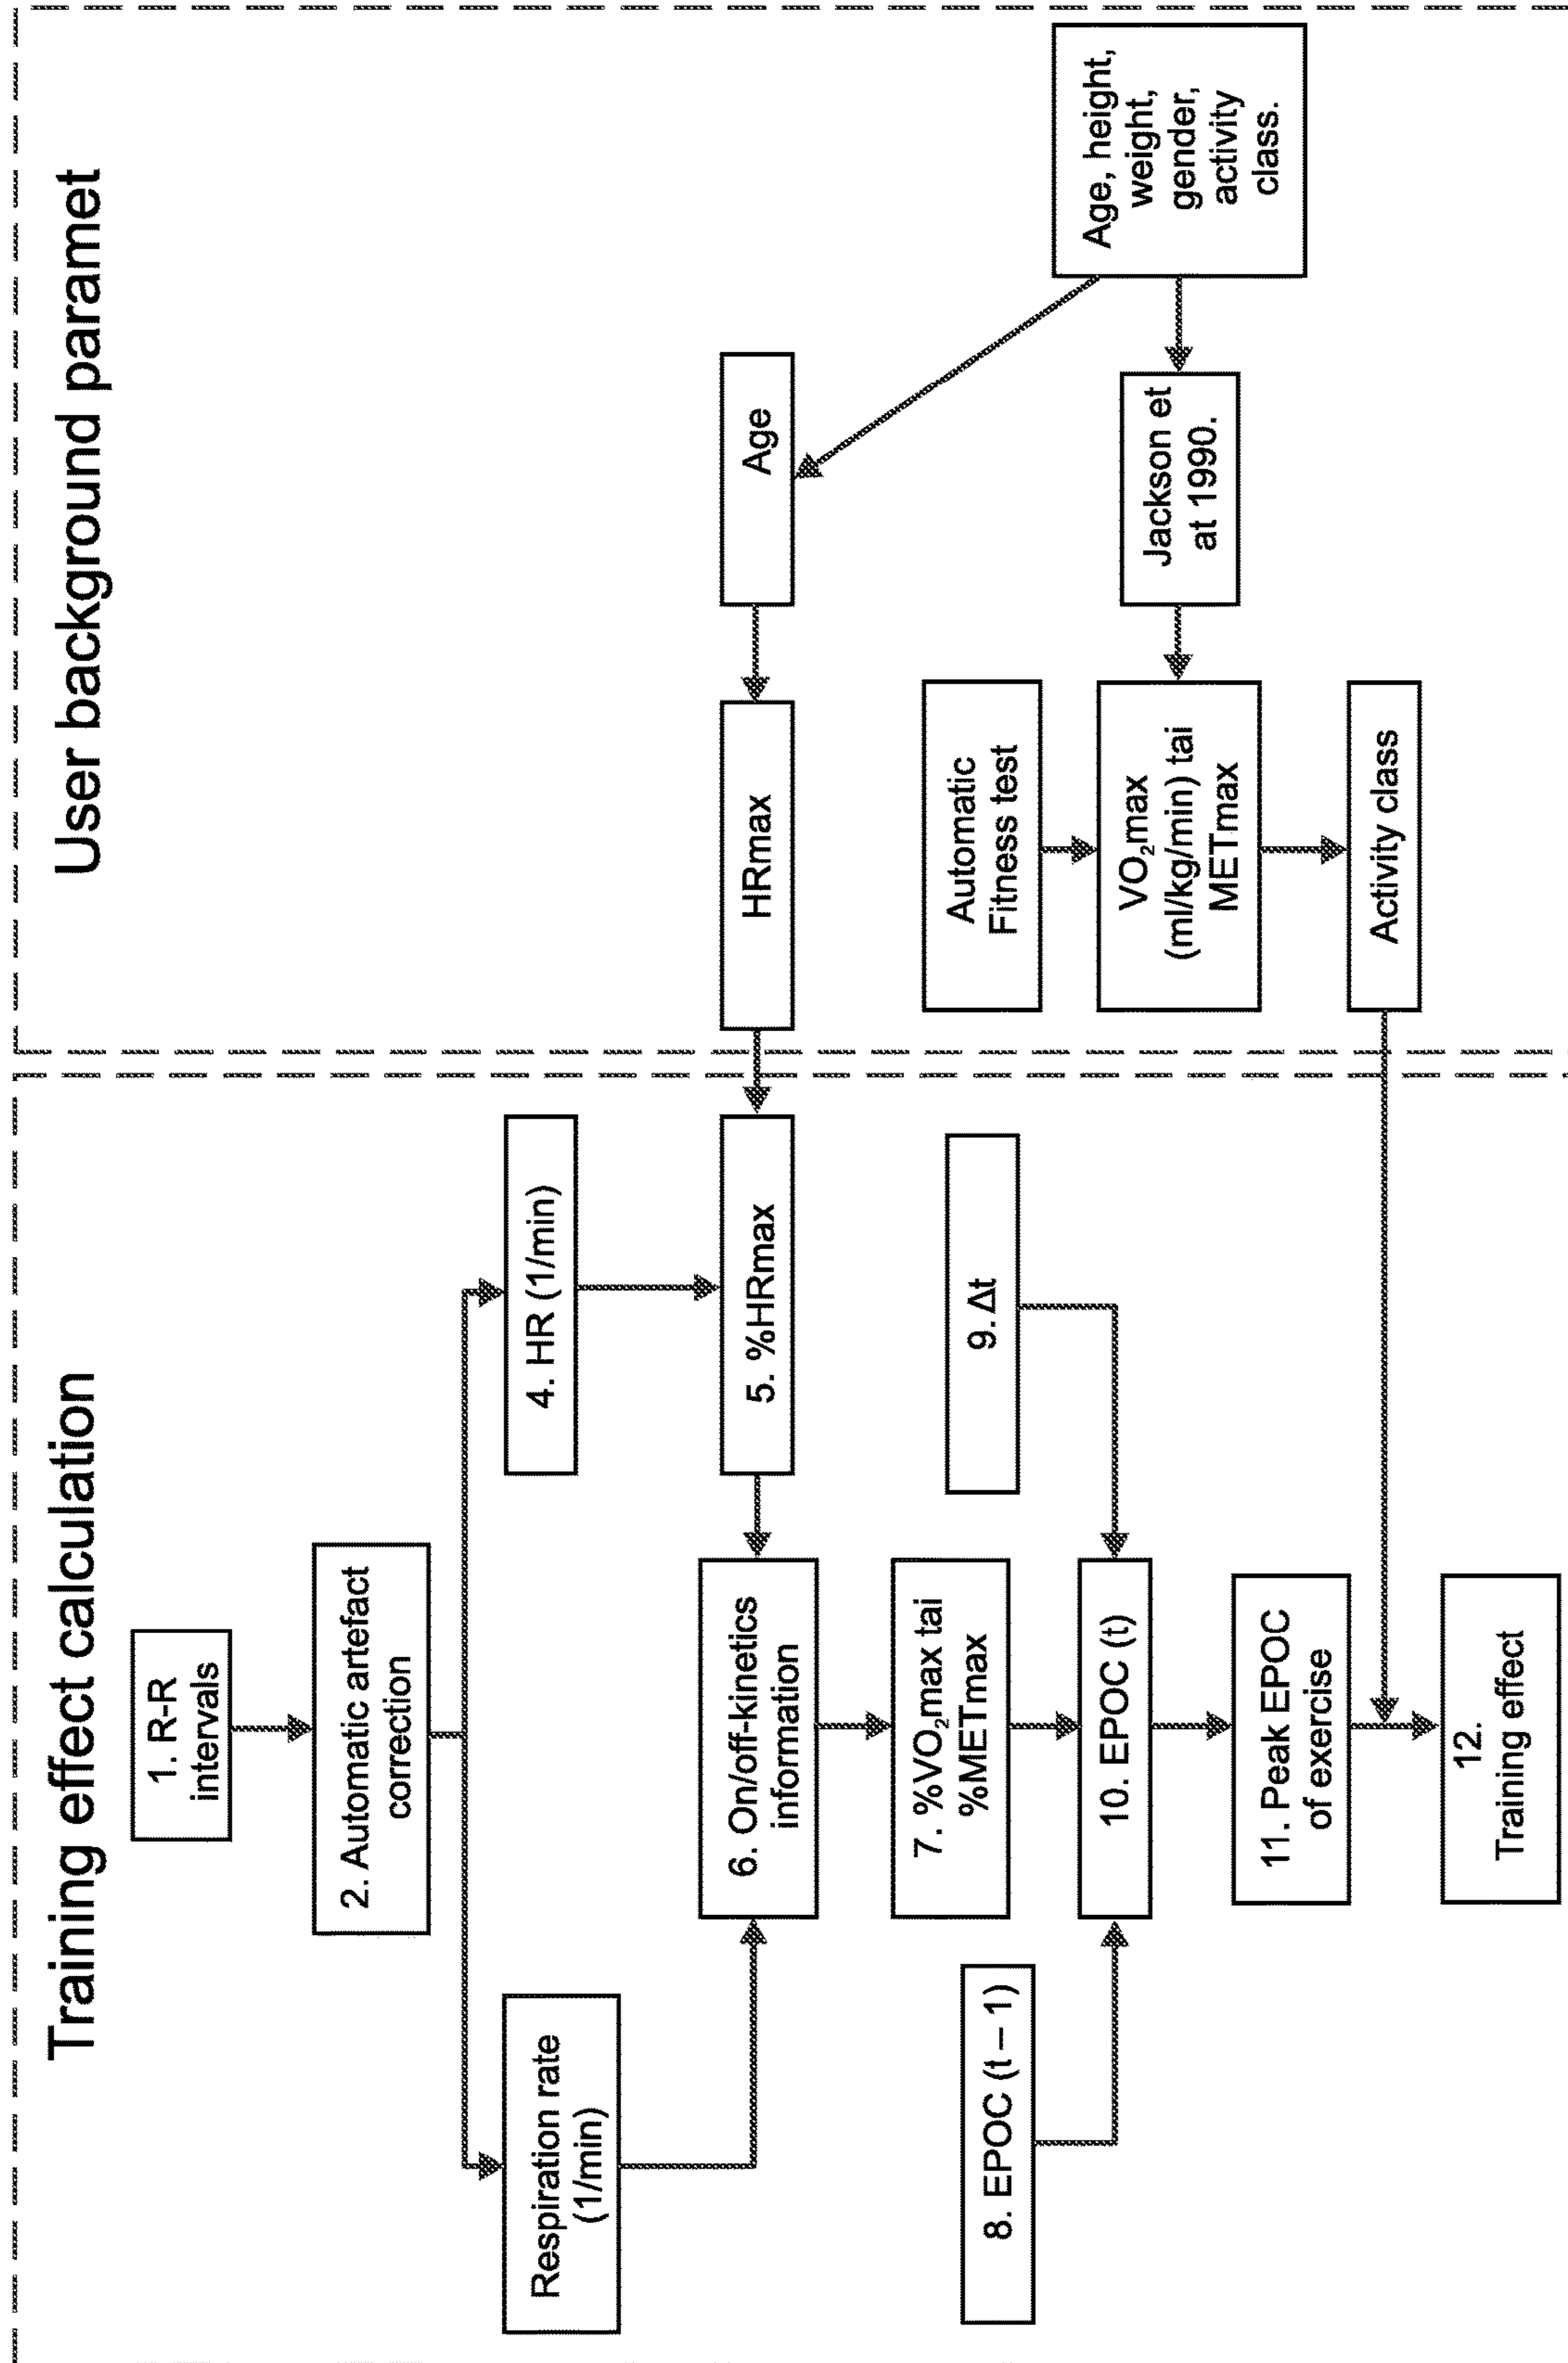 Training effect calculation
1. R-R
intervals
2. Automatic artefact
correction
Respiration rate
(1/min)
4. HR (1/min)
5. %HRmax
6. On/off-kinetics
information
7. %VO₂max tai
%METmax
8. EPOC (t – 1)
9. Δt
10. EPOC (t)
11. Peak EPOC
of exercise
12.
Training effect
User background paramet
HRmax
Age
Automatic
Fitness test
VO₂max
(ml/kg/min) tai
METmax
Jackson et
at 1990.
Age, height,
weight,
gender,
activity
class.
Activity class